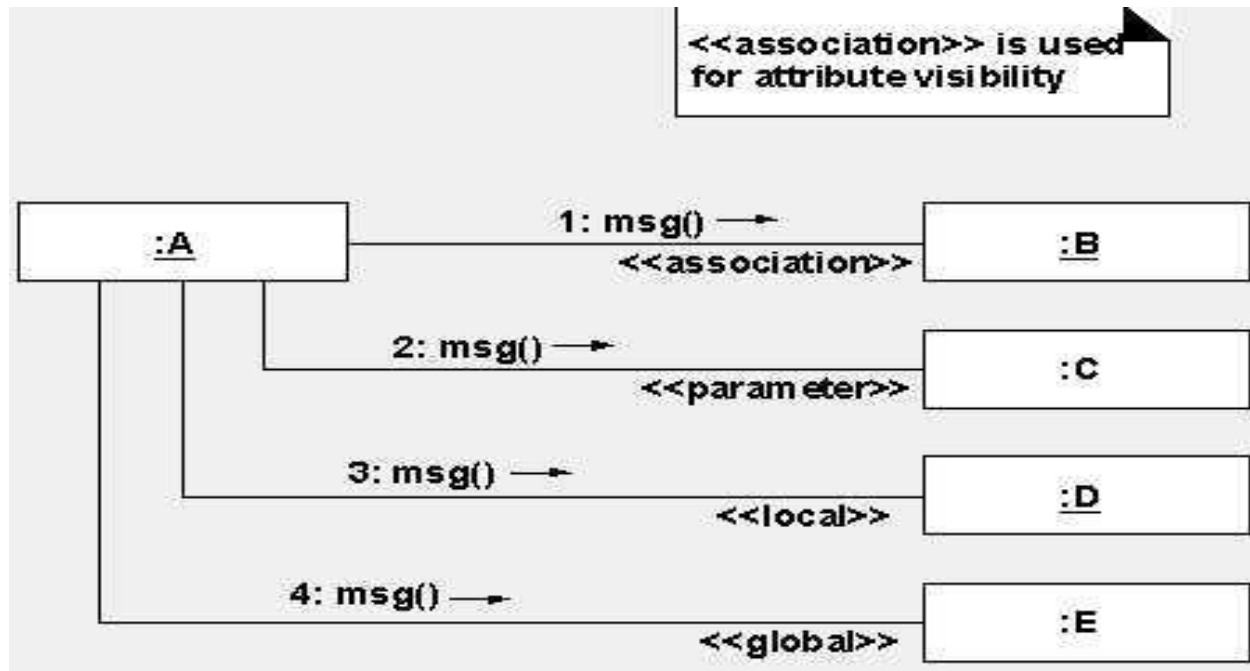 <<association>> is used
for attribute visibility
1: msg()
:A
:B
<<association>>
2: msg()
:C
<<parameter>>
3: msg()
:D
<<local>>
4: msg()
:E
<<global>>